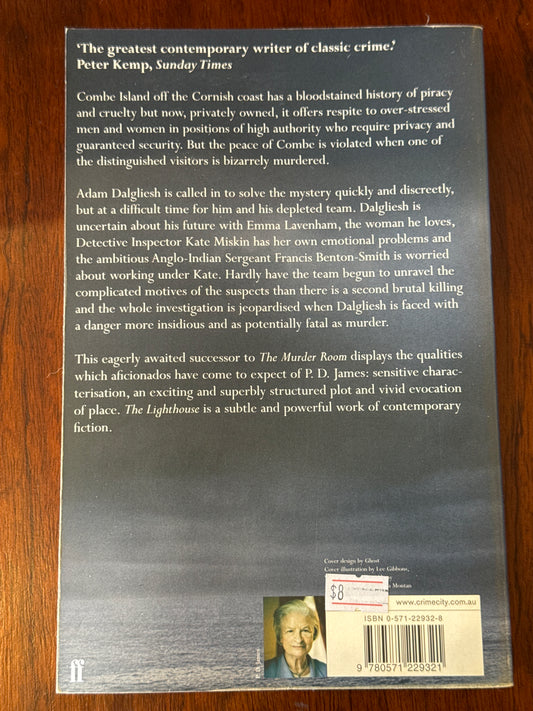 ‘The greatest contemporary writer of classic crime.’
Peter Kemp, Sunday Times
Combe Island off the Cornish coast has a bloodstained history of piracy
and cruelty but now, privately owned, it offers respite to over-stressed
men and women in positions of high authority who require privacy and
guaranteed security. But the peace of Combe is violated when one of
the distinguished visitors is bizarrely murdered.
Adam Dalgliesh is called in to solve the mystery quickly and discreetly,
but at a difficult time for him and his depleted team. Dalgliesh is
uncertain about his future with Emma Lavenham, the woman he loves,
Detective Inspector Kate Miskin has her own emotional problems and
the ambitious Anglo-Indian Sergeant Francis Benton-Smith is worried
about working under Kate. Hardly have the team begun to unravel the
complicated motives of the suspects than there is a second brutal killing
and the whole investigation is jeopardised when Dalgliesh is faced with
a danger more insidious and as potentially fatal as murder.
This eagerly awaited successor to The Murder Room displays the qualities
which aficionados have come to expect of P. D. James: sensitive charac-
terisation, an exciting and superbly structured plot and vivid evocation
of place. The Lighthouse is a subtle and powerful work of contemporary
fiction.
Cover design by Ghost
Cover illustration by Lee Gibbons,
Montan
$8
www.crimecity.com.au
ISBN 0-571-22932-8
9 780571 229321
ff